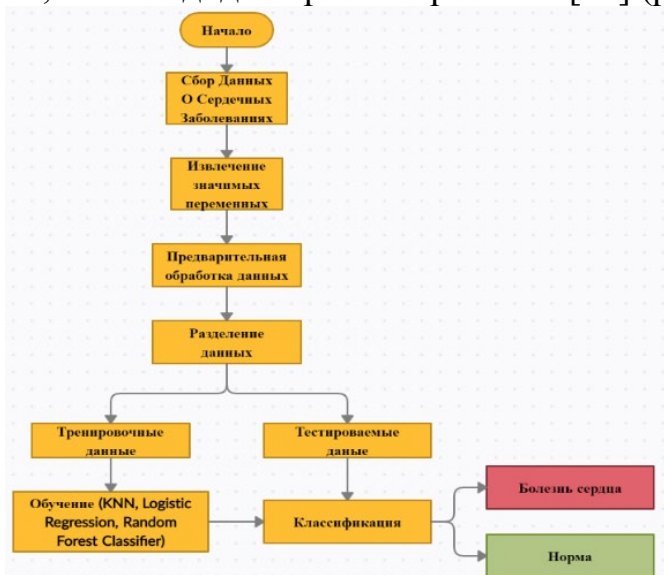 Начало
Сбор Данных
О Сердечных
Заболеваниях
Извлечение
значимых
переменных
Предварительная
обработка данных
Разделение
данных
Тренировочные
данные
Тестироваемые
даные
Обучение (KNN, Logistic
Regression, Random
Forest Classifier)
Классификация
Болезнь сердца
Норма